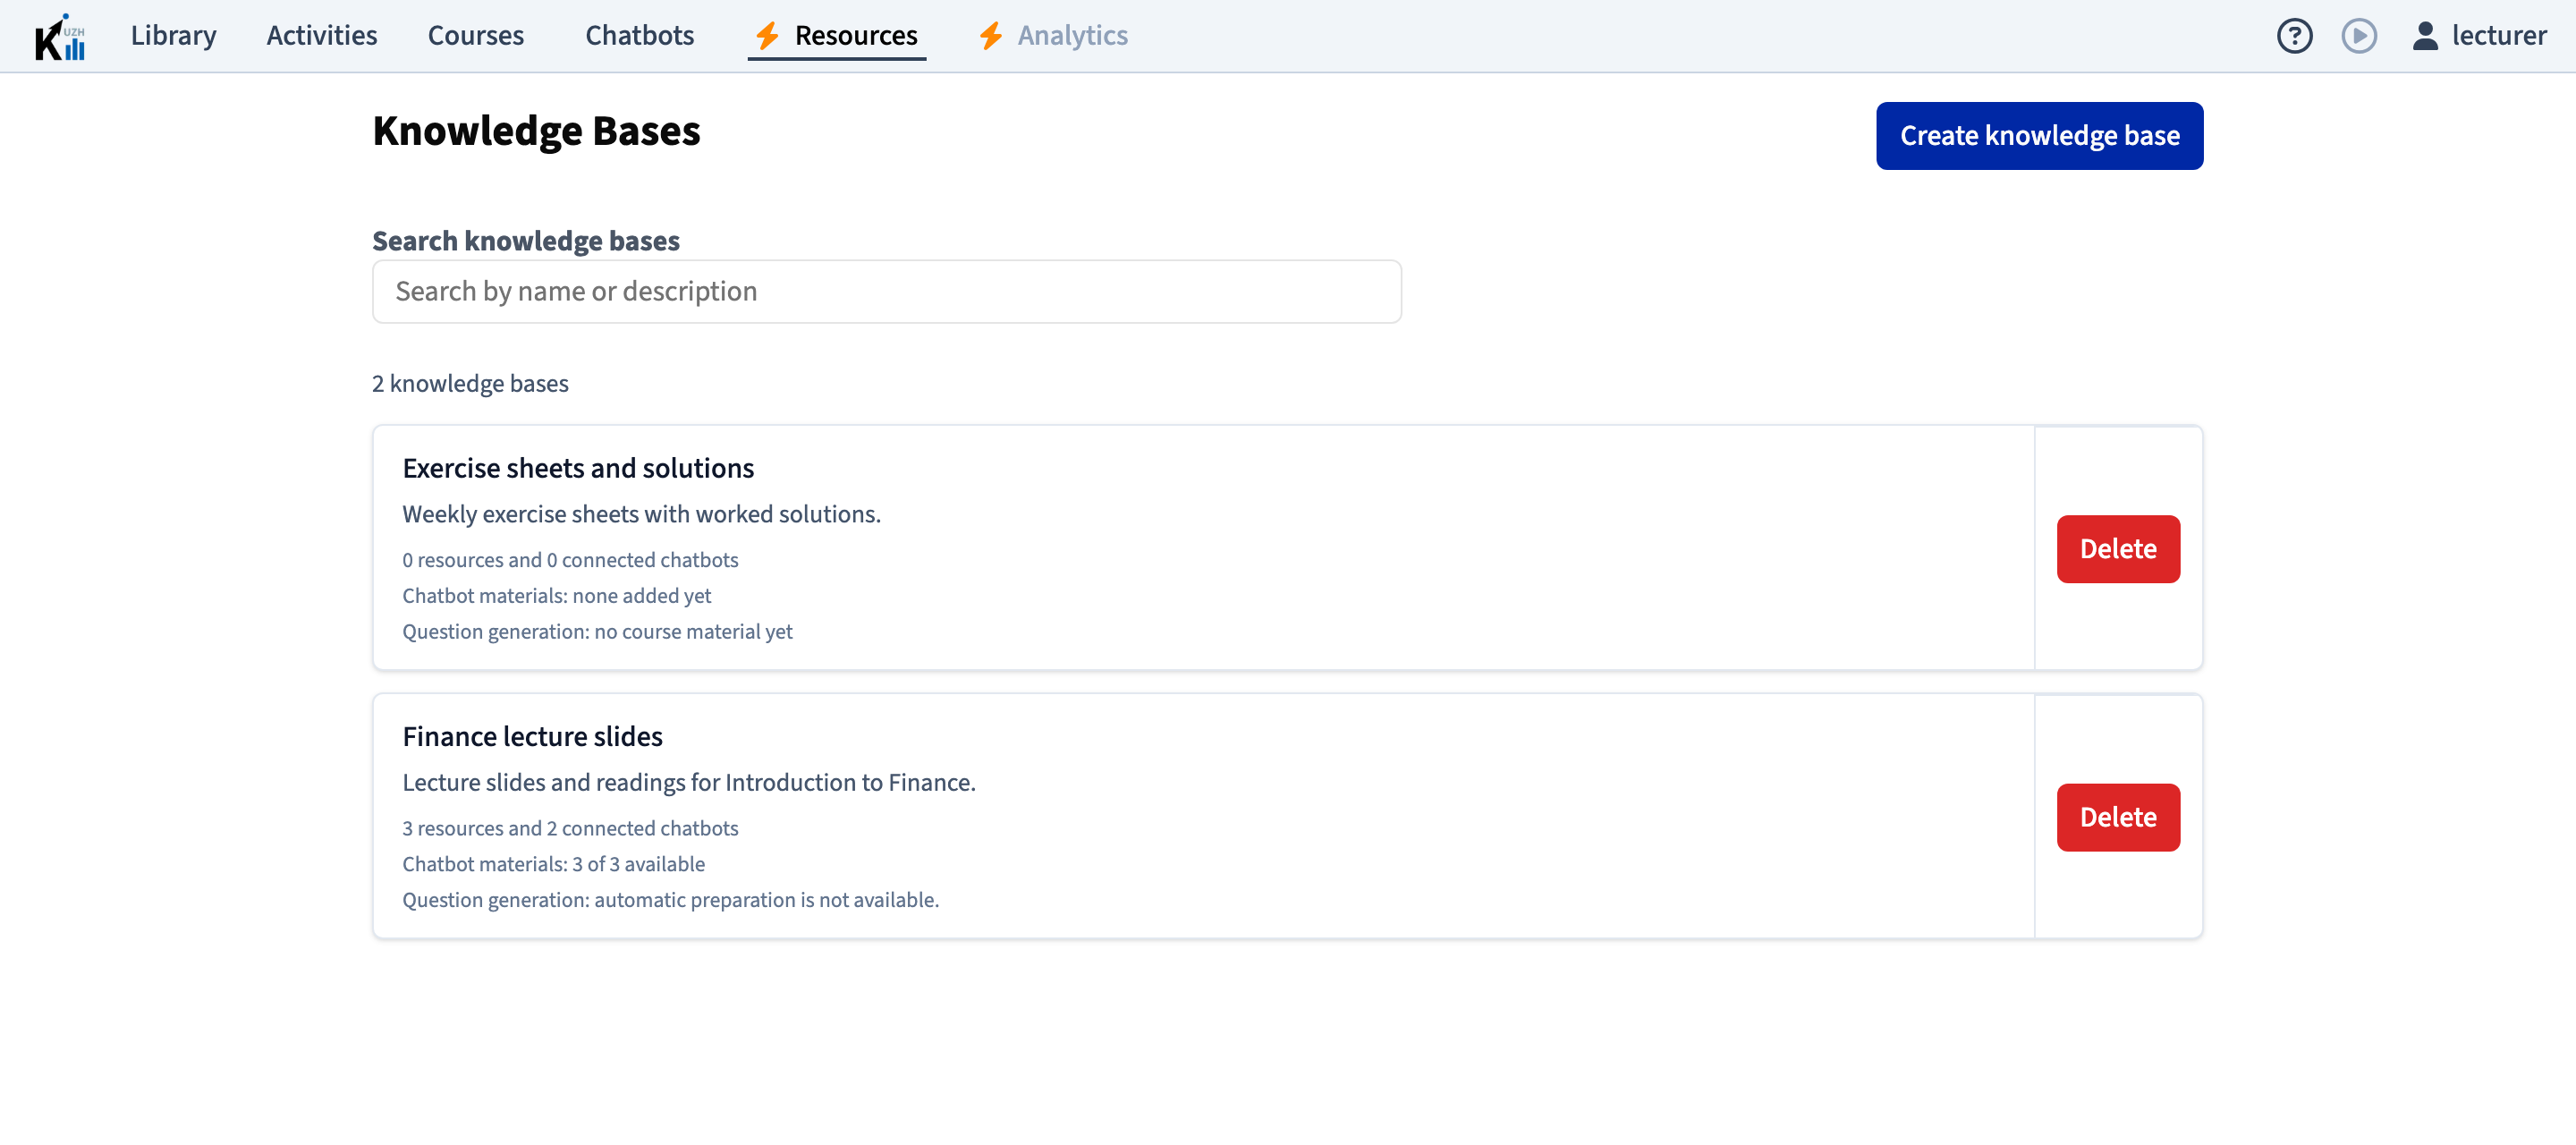 K UZH
Library
Activities
Courses
Chatbots
Resources
Analytics
?
lecturer
Knowledge Bases
Create knowledge base
Search knowledge bases
Search by name or description
2 knowledge bases
Exercise sheets and solutions
Weekly exercise sheets with worked solutions.
0 resources and 0 connected chatbots
Chatbot materials: none added yet
Question generation: no course material yet
Delete
Finance lecture slides
Lecture slides and readings for Introduction to Finance.
3 resources and 2 connected chatbots
Chatbot materials: 3 of 3 available
Question generation: automatic preparation is not available.
Delete